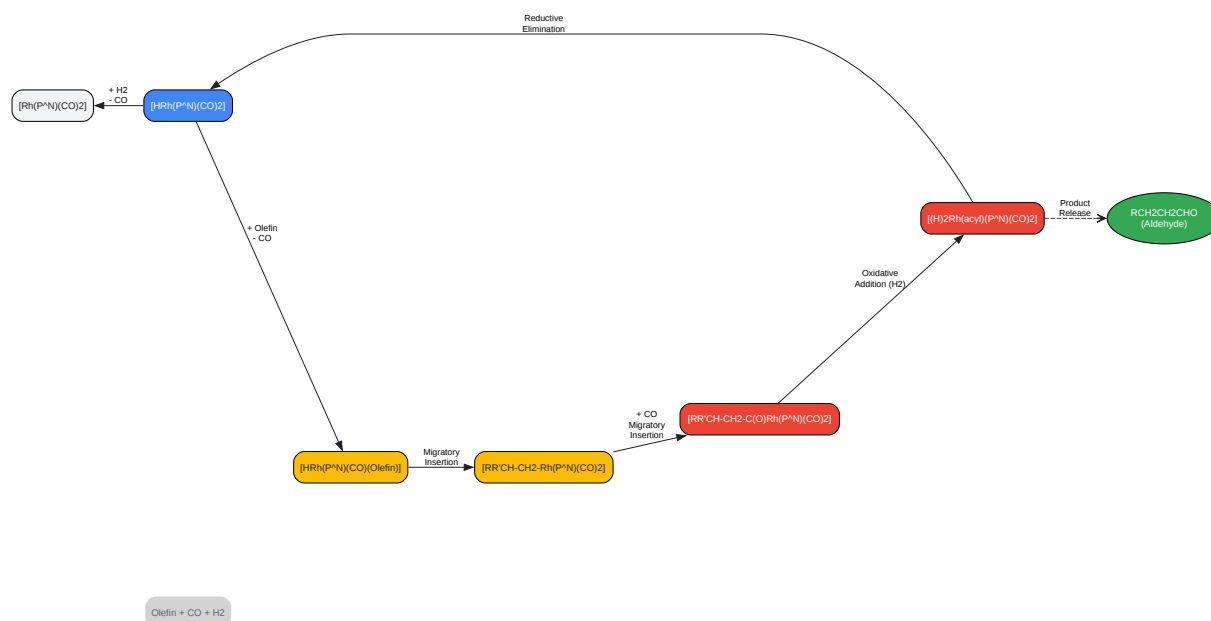 Reductive
Elimination
[Rh(P^N)(CO)2]
+ H2
- CO
[HRh(P^N)(CO)2]
[(H)2Rh(acyl)(P^N)(CO)2]
Product
Release
RCH2CH2CHO
(Aldehyde)
+ Olefin
- CO
Oxidative
Addition (H2)
[HRh(P^N)(CO)(Olefin)]
Migratory
Insertion
[RR'CH-CH2-Rh(P^N)(CO)2]
+ CO
Migratory
Insertion
[RR'CH-CH2-C(O)Rh(P^N)(CO)2]
Olefin + CO + H2